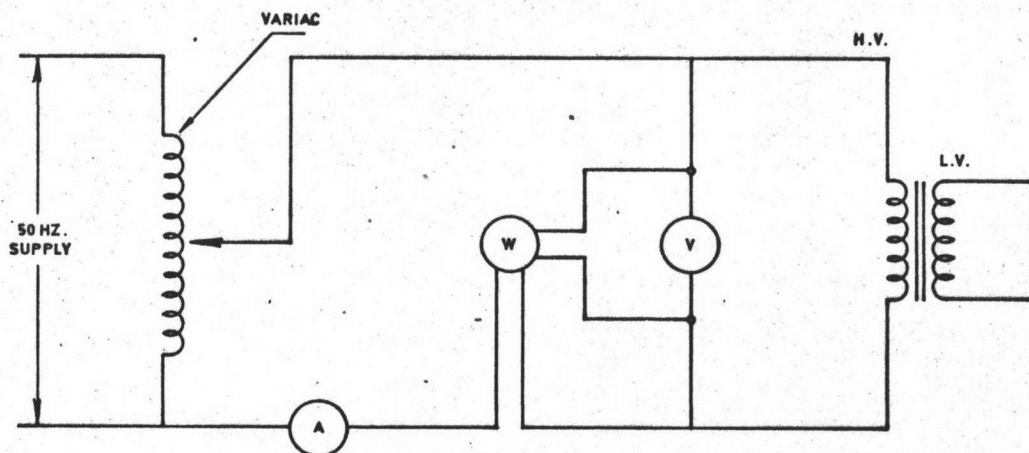 VARIAC
H.V.
L.V.
50 HZ.
SUPPLY
W
V
A